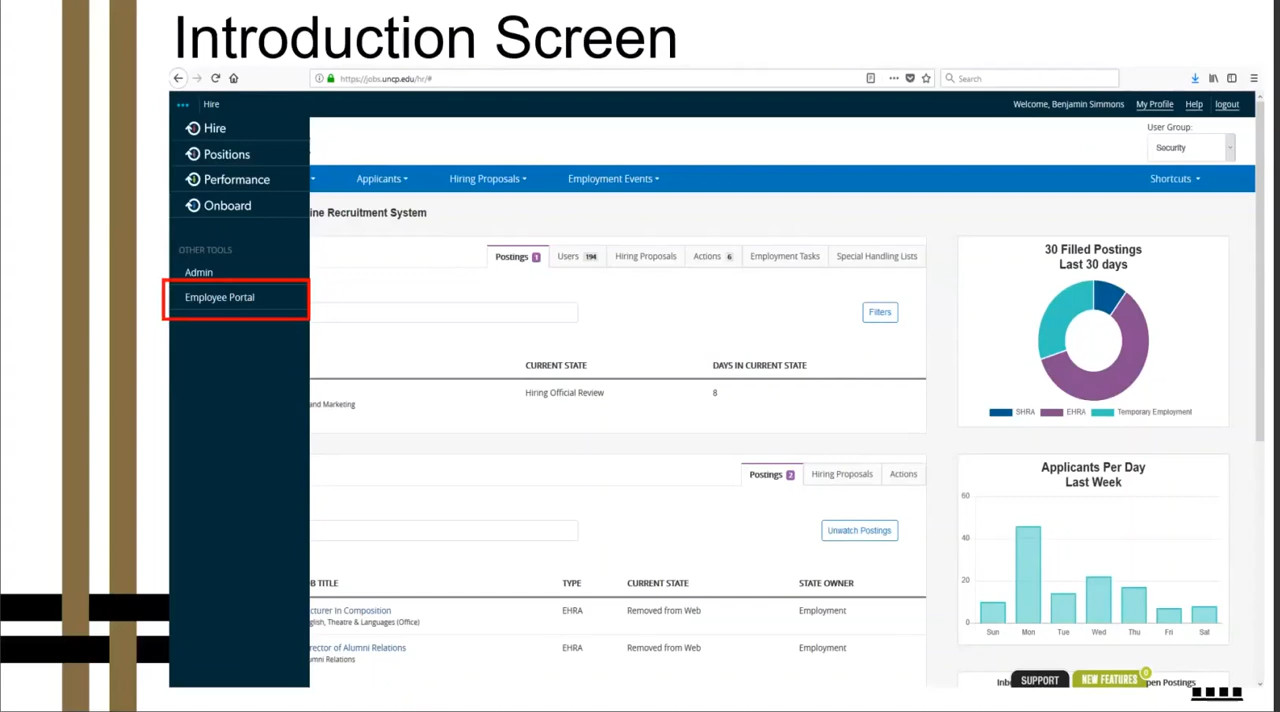 Introduction Screen
https://jobs.uncp.edu/hr/#
Search
Hire
Welcome, Benjamin Simmons
My Profile
Help
logout
Hire
Positions
Performance
Onboard
OTHER TOOLS
Admin
Employee Portal
User Group:
Security
Applicants
Hiring Proposals
Employment Events
Shortcuts
ine Recruitment System
Postings 1
Users 194
Hiring Proposals
Actions 6
Employment Tasks
Special Handling Lists
Filters
CURRENT STATE
DAYS IN CURRENT STATE
Hiring Official Review
8
and Marketing
30 Filled Postings
Last 30 days
SHRA
EHRA
Temporary Employment
Postings 2
Hiring Proposals
Actions
Unwatch Postings
B TITLE
TYPE
CURRENT STATE
STATE OWNER
cturer In Composition
EHRA
Removed from Web
Employment
glish, Theatre & Languages (Office)
rector of Alumni Relations
EHRA
Removed from Web
Employment
umni Relations
Applicants Per Day
Last Week
60
40
20
0
Sun
Mon
Tue
Wed
Thu
Fri
Sat
Inb
SUPPORT
NEW FEATURES
0
pen Postings